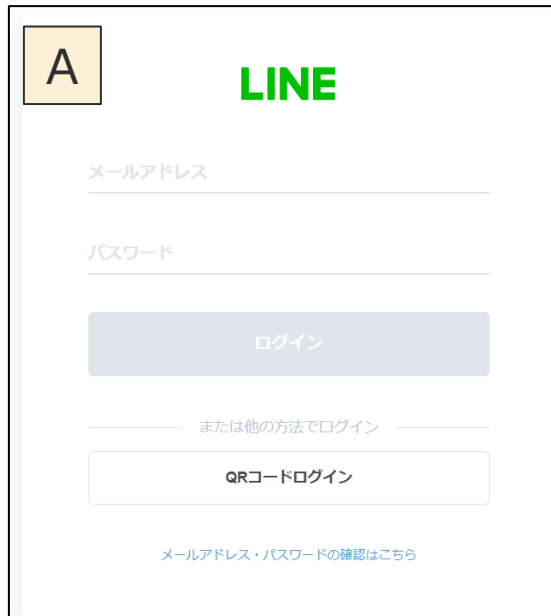 A
LINE
メールアドレス
パスワード
ログイン
または他の方法でログイン
QRコードログイン
メールアドレス・パスワードの確認はこちら